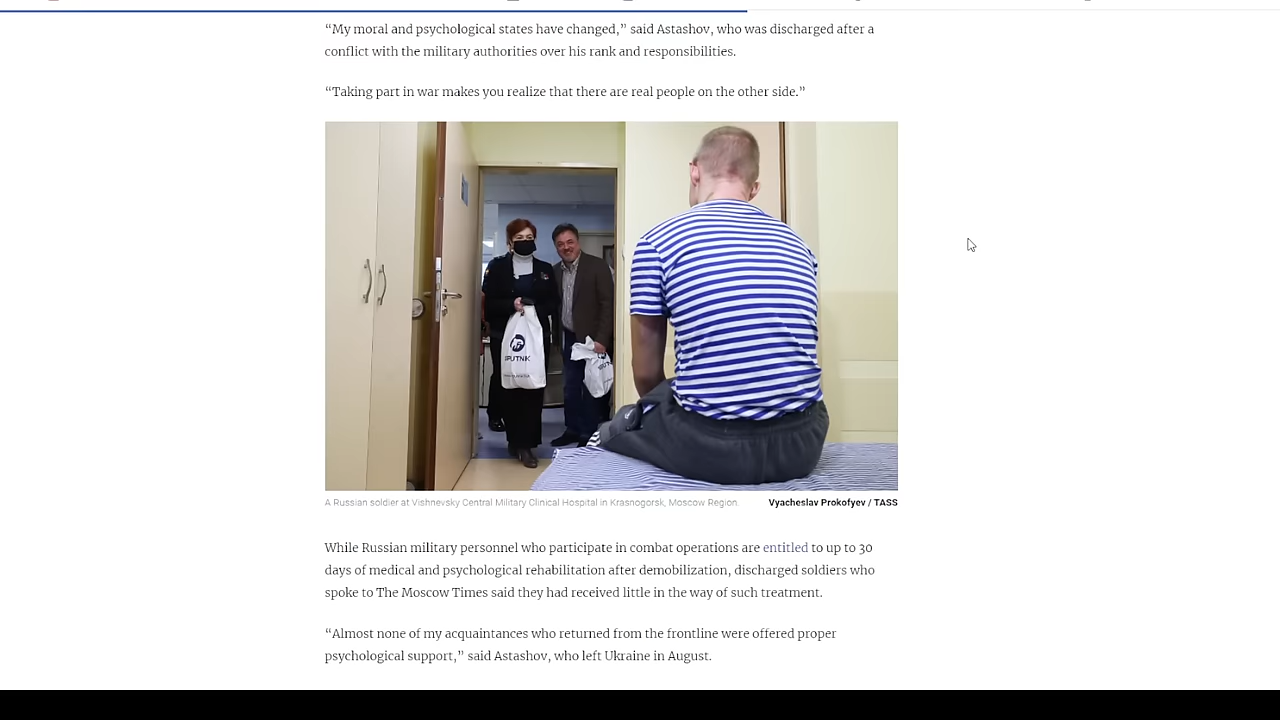 “My moral and psychological states have changed,” said Astashov, who was discharged after a
conflict with the military authorities over his rank and responsibilities.
“Taking part in war makes you realize that there are real people on the other side.”
SPUTNIK
SPUTNIK
A Russian soldier at Vishnevsky Central Military Clinical Hospital in Krasnogorsk, Moscow Region. Vyacheslav Prokofyev / TASS
While Russian military personnel who participate in combat operations are entitled to up to 30
days of medical and psychological rehabilitation after demobilization, discharged soldiers who
spoke to The Moscow Times said they had received little in the way of such treatment.
“Almost none of my acquaintances who returned from the frontline were offered proper
psychological support,” said Astashov, who left Ukraine in August.